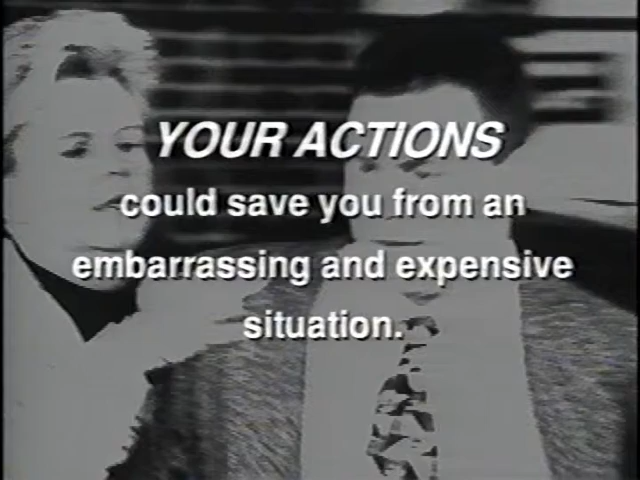 YOUR ACTIONS
could save you from an
embarrassing and expensive
situation.